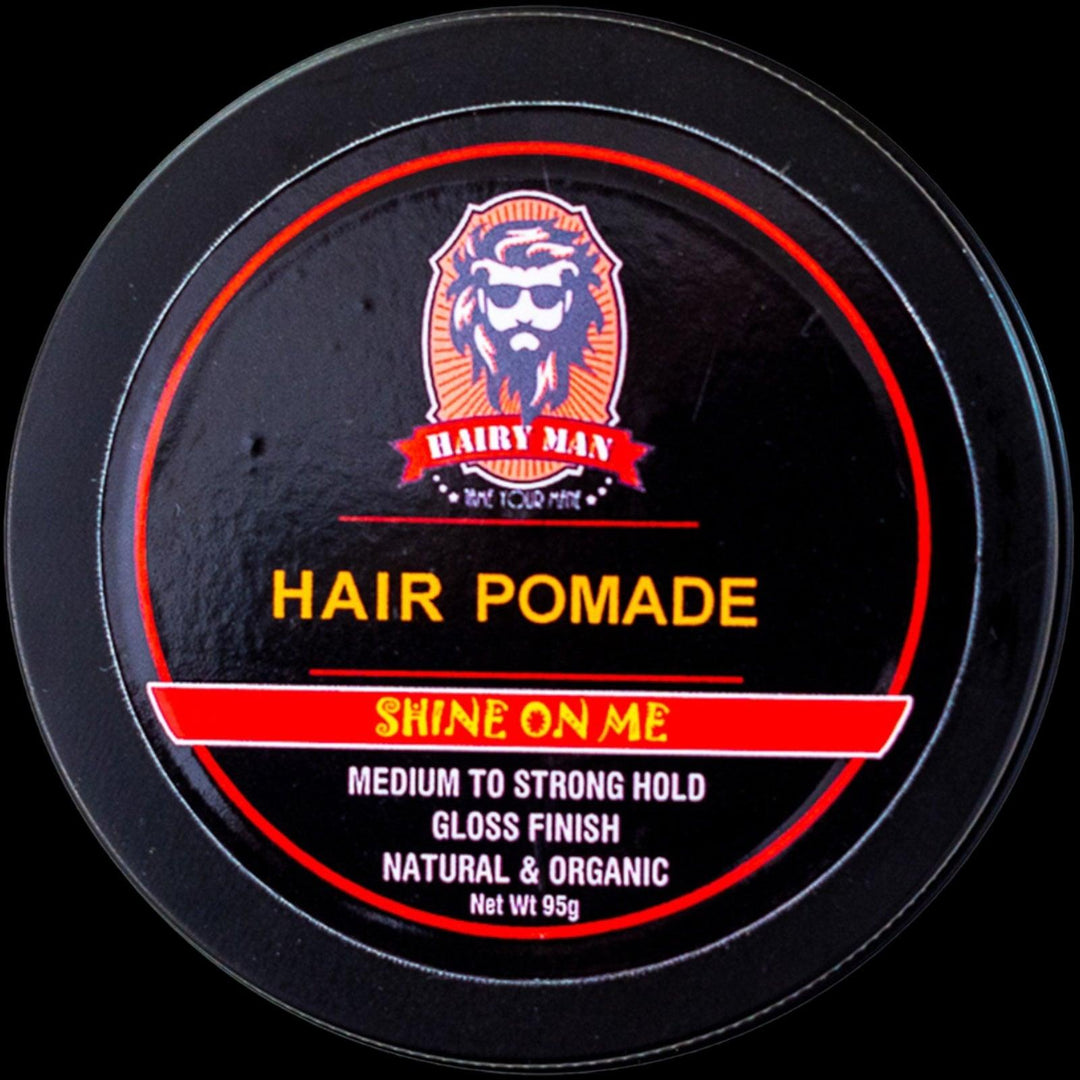 HAIRY MAN
TAME YOUR MANE
HAIR POMADE
SHINE ON ME
MEDIUM TO STRONG HOLD
GLOSS FINISH
NATURAL & ORGANIC
Net Wt 95g